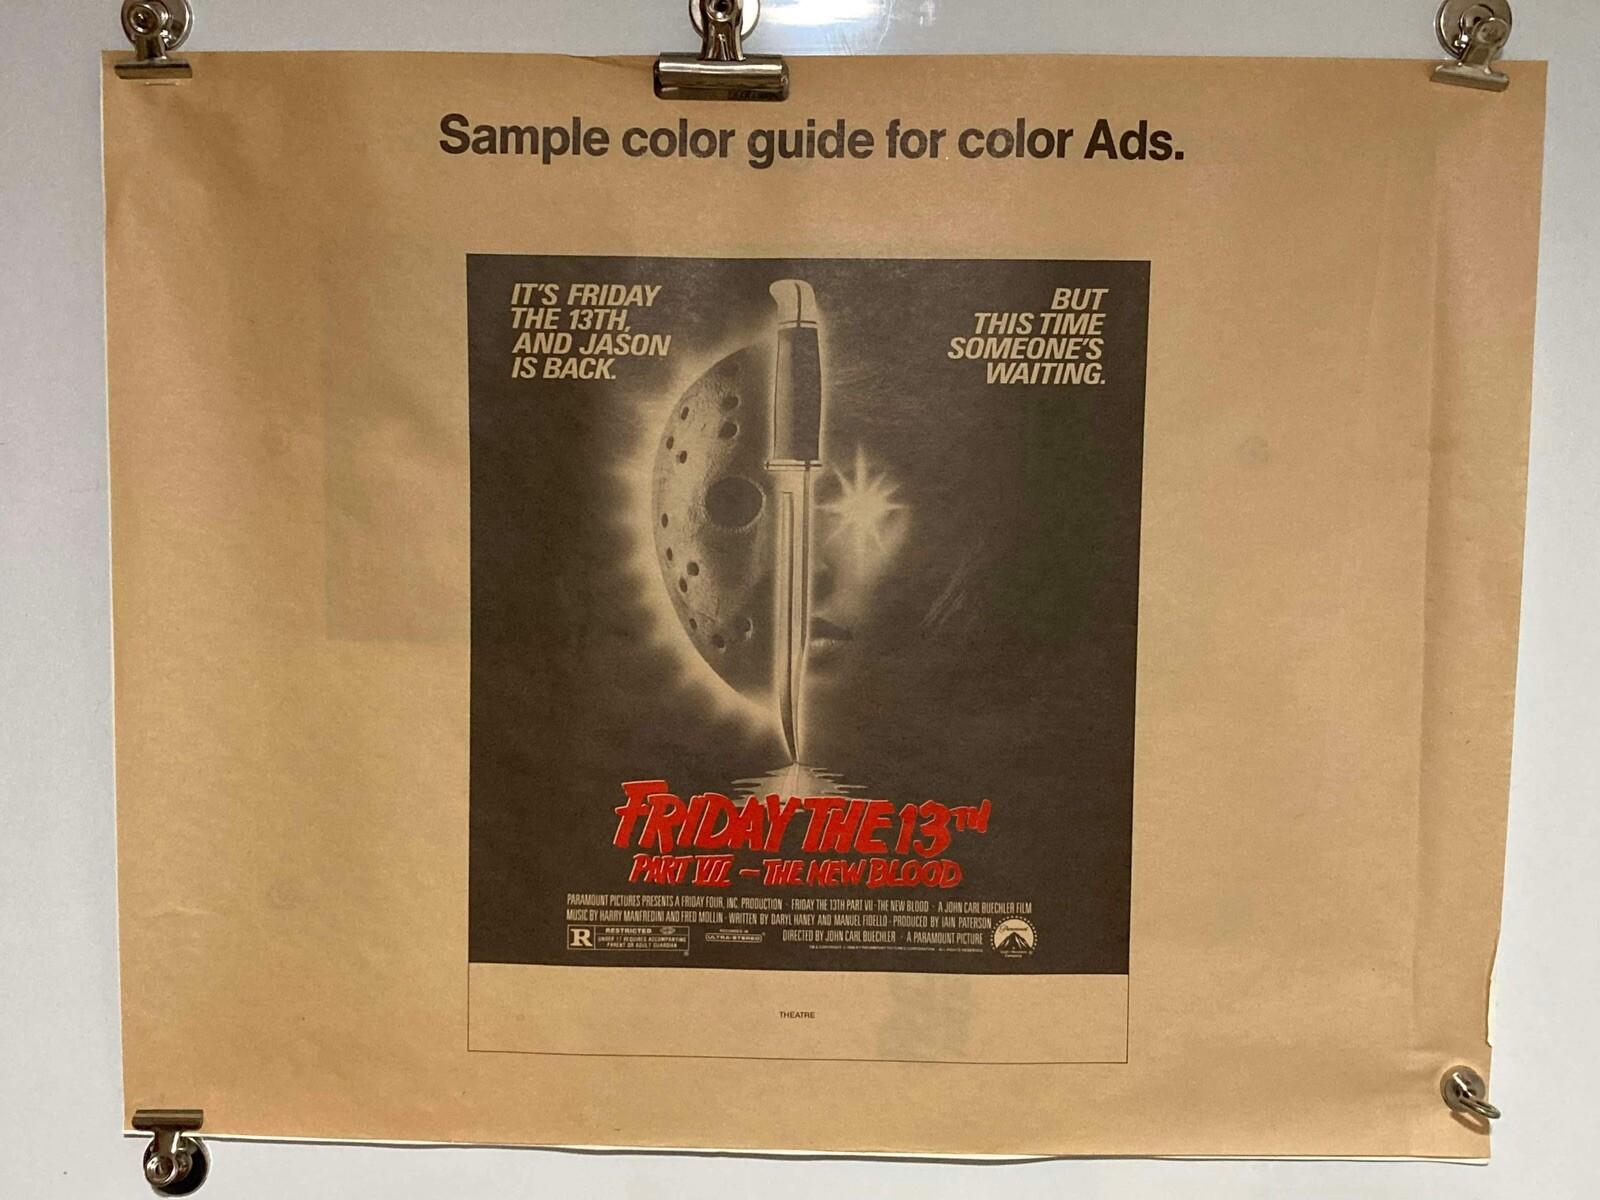 Sample color guide for color Ads.
IT'S FRIDAY
THE 13TH,
AND JASON
IS BACK.
BUT
THIS TIME
SOMEONE'S
WAITING.
FRIDAY THE 13TH
PART VII – THE NEW BLOOD
PARAMOUNT PICTURES PRESENTS A FRIDAY FOUR, INC. PRODUCTION · FRIDAY THE 13TH PART VII - THE NEW BLOOD · A JOHN CARL BUECHLER FILM
MUSIC BY HARRY MANFREDINI AND FRED MOLLIN · WRITTEN BY DARYL HANEY AND MANUEL FIDELLO · PRODUCED BY IAIN PATERSON
DIRECTED BY JOHN CARL BUECHLER · A PARAMOUNT PICTURE
R RESTRICTED
UNDER 17 REQUIRES ACCOMPANYING
PARENT OR ADULT GUARDIAN
RECORDED IN
ULTRA-STEREO
Paramount
THEATRE